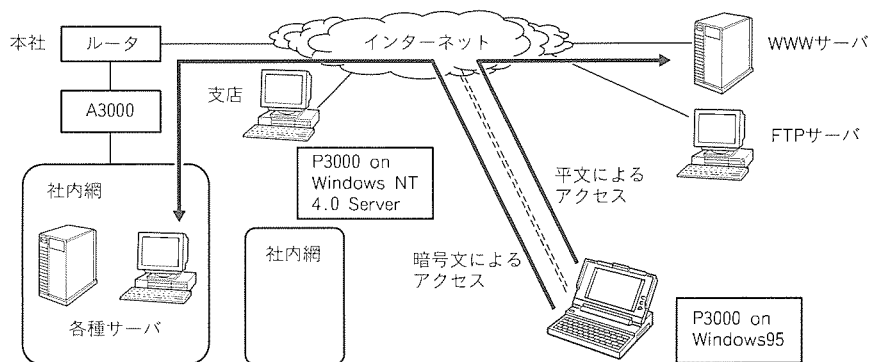 本社
ルータ
インターネット
WWWサーバ
A3000
支店
FTPサーバ
P3000 on
Windows NT
4.0 Server
平文による
アクセス
社内網
社内網
暗号文による
アクセス
各種サーバ
P3000 on
Windows95